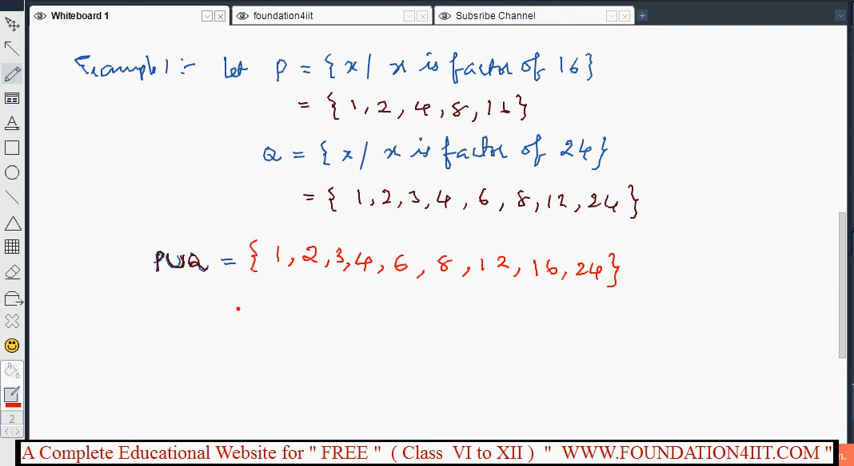 Whiteboard 1
foundation4iit
Subsribe Channel
Example 1 :- Let P = {x/ x is factor of 16}
= {1, 2, 4, 8, 16}
Q = {x/ x is factor of 24}
= {1, 2, 3, 4, 6, 8, 12, 24}
PUQ = {1, 2, 3, 4, 6, 8, 12, 16, 24}
2
A Complete Educational Website for " FREE " ( Class VI to XII ) " WWW.FOUNDATION4IIT.COM "